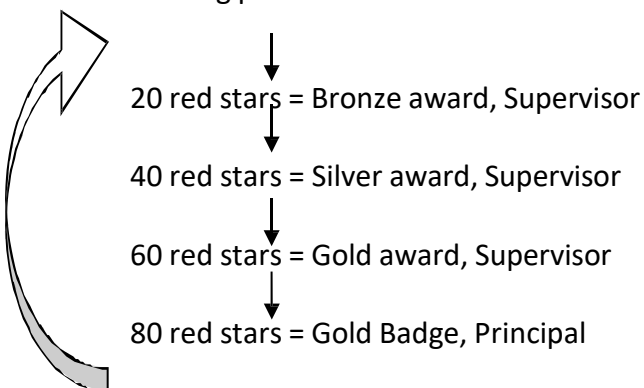 20 red stars = Bronze award, Supervisor
40 red stars = Silver award, Supervisor
60 red stars = Gold award, Supervisor
80 red stars = Gold Badge, Principal